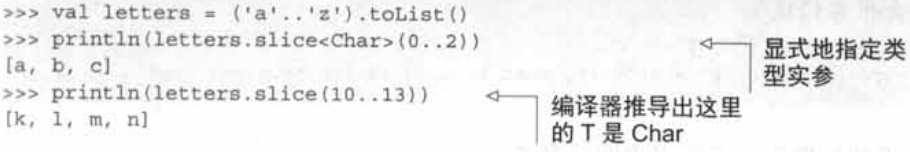 >>> val letters = ('a'..'z').toList()
>>> println(letters.slice<Char>(0..2))
显式地指定类
型实参
[a, b, c]
>>> println(letters.slice(10..13))
编译器推导出这里
的 T 是 Char
[k, l, m, n]